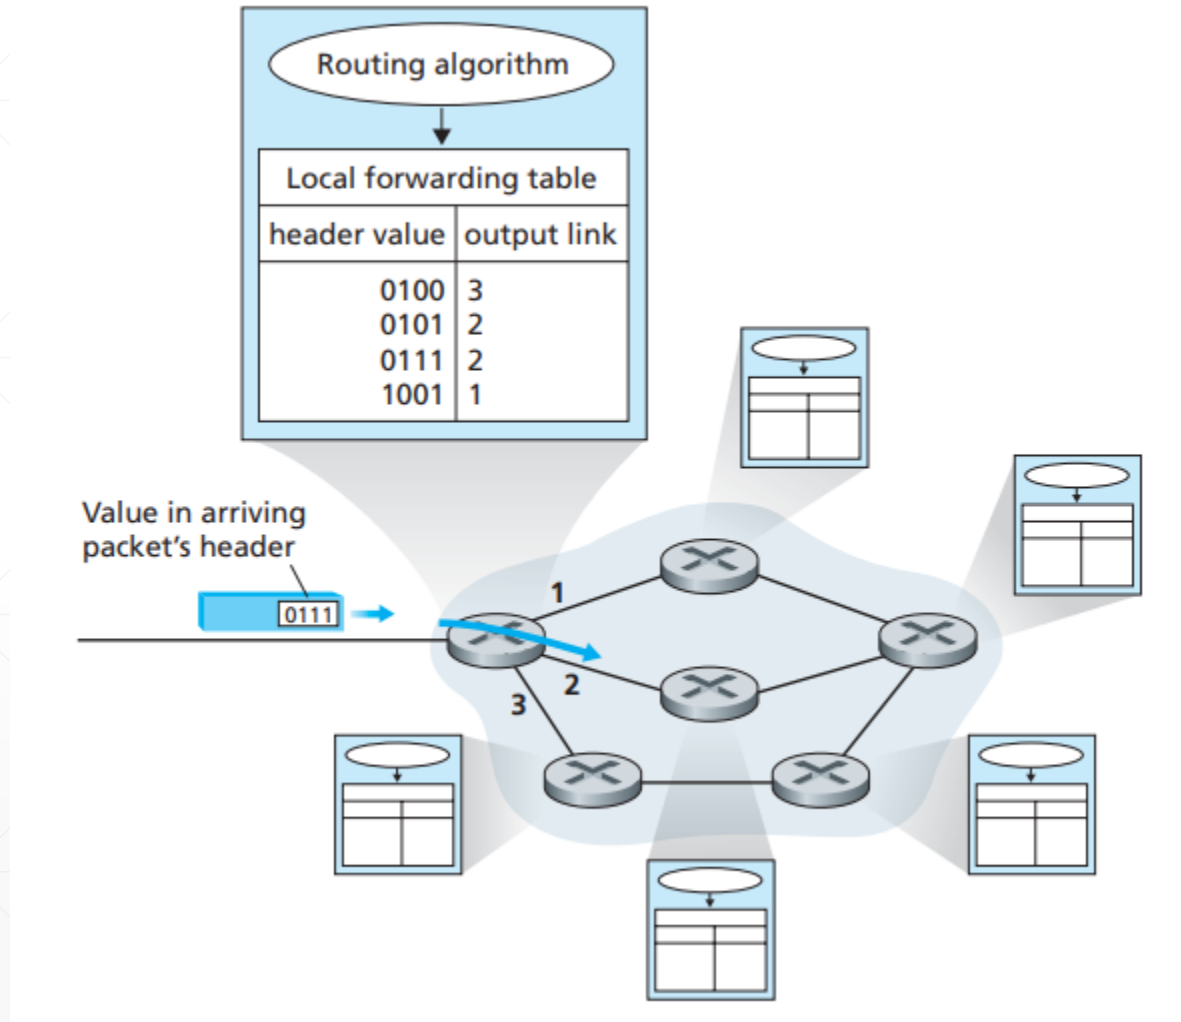 Routing algorithm
Local forwarding table
header value output link
0100 3
0101 2
0111 2
1001 1
Value in arriving
packet's header
0111
1
2
3